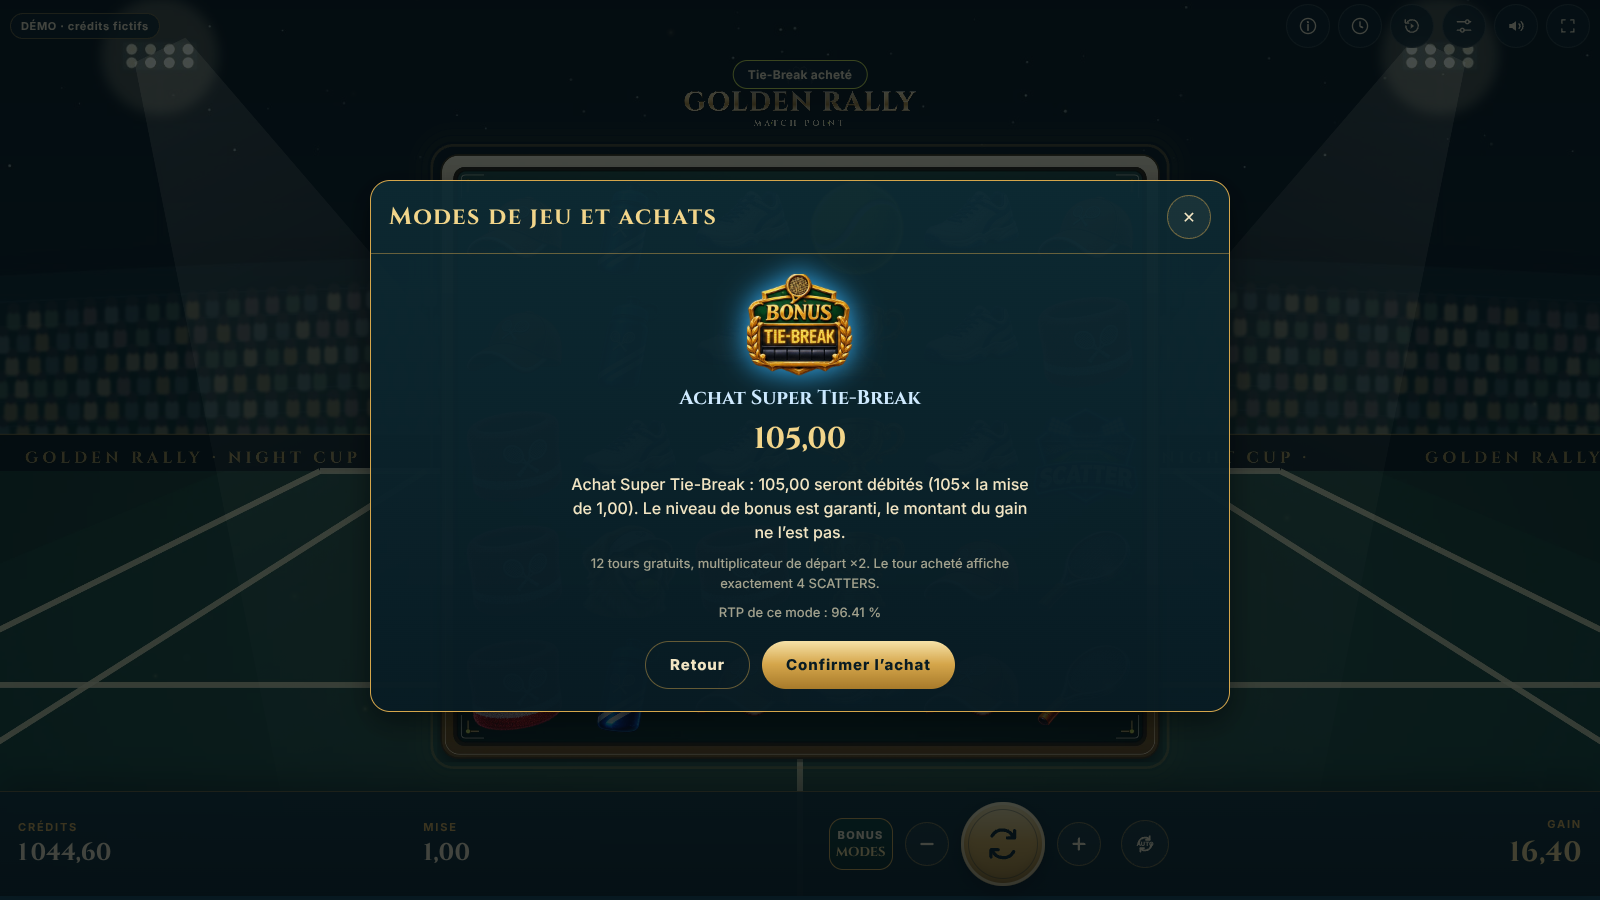 DÉMO · crédits fictifs
Tie-Break acheté
GOLDEN RALLY
MATCH POINT
MODES DE JEU ET ACHATS
BONUS
TIE-BREAK
ACHAT SUPER TIE-BREAK
105,00
Achat Super Tie-Break : 105,00 seront débités (105× la mise
de 1,00). Le niveau de bonus est garanti, le montant du gain
ne l’est pas.
12 tours gratuits, multiplicateur de départ ×2. Le tour acheté affiche
exactement 4 SCATTERS.
RTP de ce mode : 96.41 %
Retour
Confirmer l’achat
GOLDEN RALLY · NIGHT CUP
CUP ·
GOLDEN RALLY
SCATTER
CRÉDITS
1 044,60
MISE
1,00
BONUS
MODES
GAIN
16,40